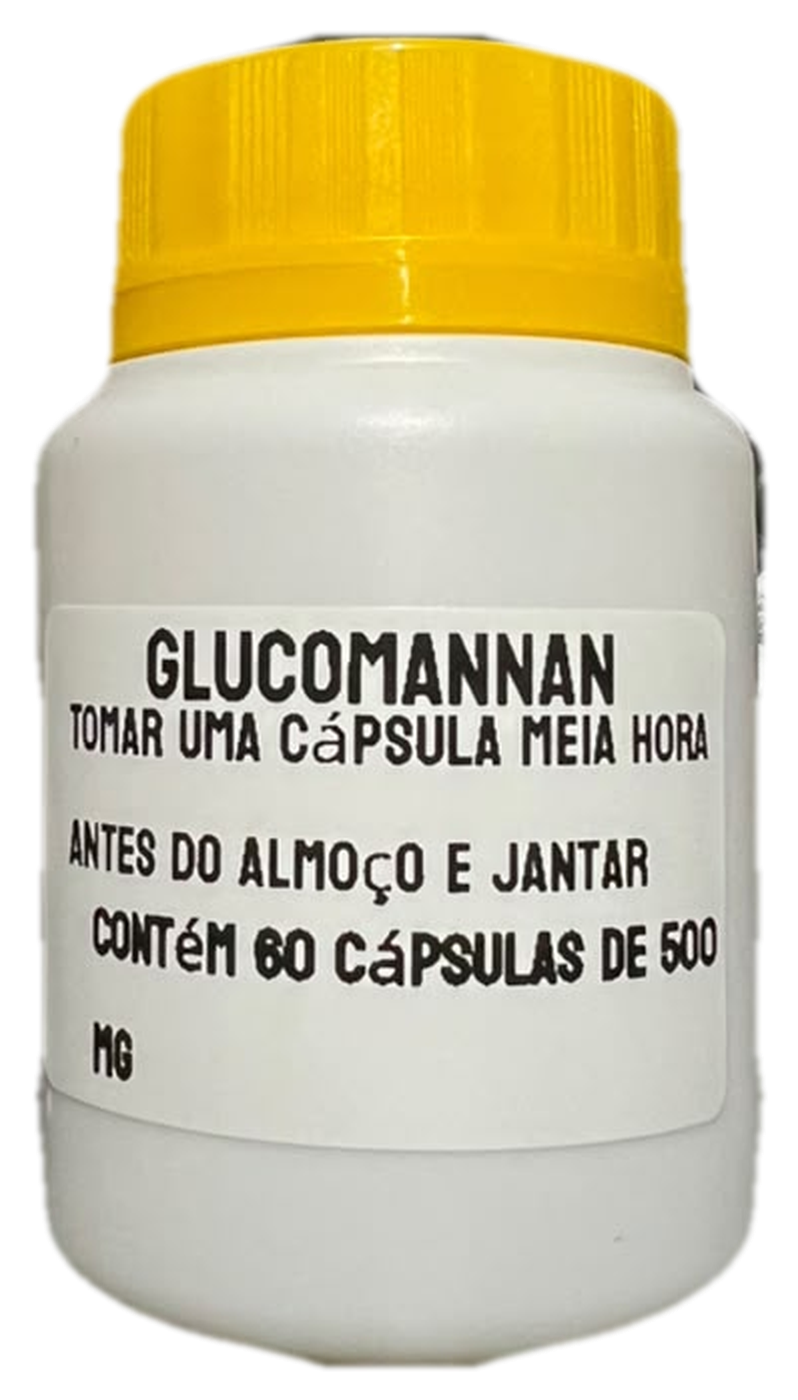 GLUCOMANNAN
TOMAR UMA CáPSULA MEIA HORA
ANTES DO ALMOçO E JANTAR
CONTéM 60 CáPSULAS DE 500
MG